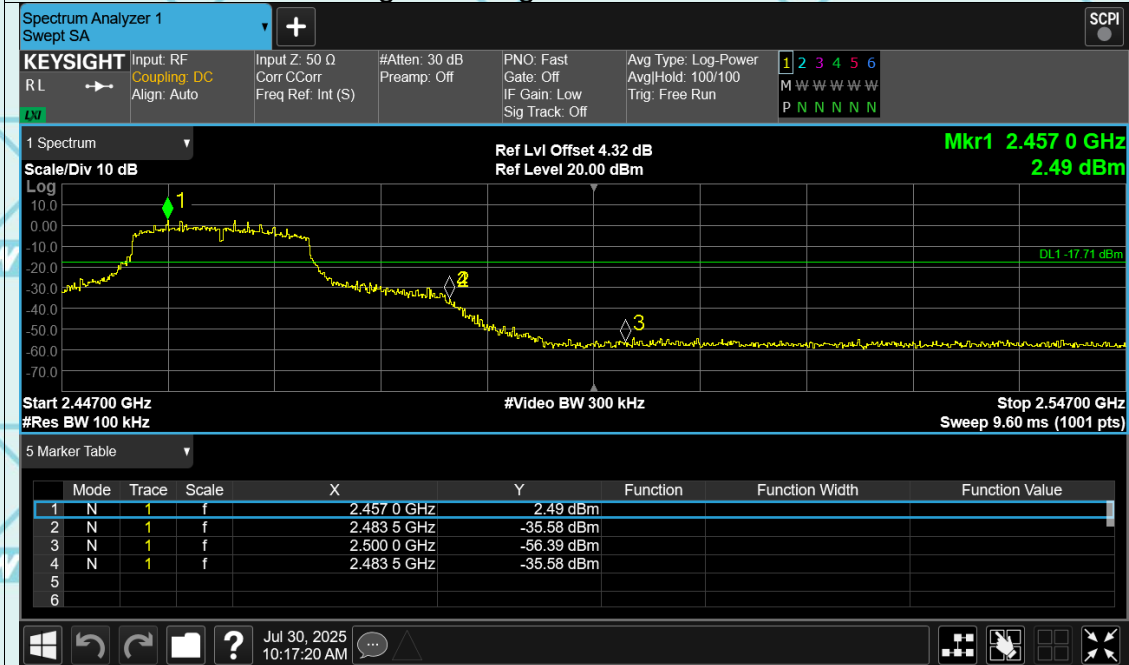 Spectrum Analyzer 1
Swept SA
+
SCPI
KEYSIGHT
RL
LXI
Input: RF
Coupling: DC
Align: Auto
Input Z: 50 Ω
Corr CCorr
Freq Ref: Int (S)
#Atten: 30 dB
Preamp: Off
PNO: Fast
Gate: Off
IF Gain: Low
Sig Track: Off
Avg Type: Log-Power
Avg|Hold: 100/100
Trig: Free Run
1 2 3 4 5 6
M W W W W W
P N N N N N
1 Spectrum
Scale/Div 10 dB
Ref Lvl Offset 4.32 dB
Ref Level 20.00 dBm
Mkr1 2.457 0 GHz
2.49 dBm
Log
10.0
0.00
-10.0
-20.0
-30.0
-40.0
-50.0
-60.0
-70.0
1
DL1 -17.71 dBm
3
Start 2.44700 GHz
#Video BW 300 kHz
Stop 2.54700 GHz
#Res BW 100 kHz
Sweep 9.60 ms (1001 pts)
5 Marker Table
Mode Trace Scale X Y Function Function Width Function Value
1 N 1 f 2.457 0 GHz 2.49 dBm
2 N 1 f 2.483 5 GHz -35.58 dBm
3 N 1 f 2.500 0 GHz -56.39 dBm
4 N 1 f 2.483 5 GHz -35.58 dBm
5
6
?
Jul 30, 2025
10:17:20 AM